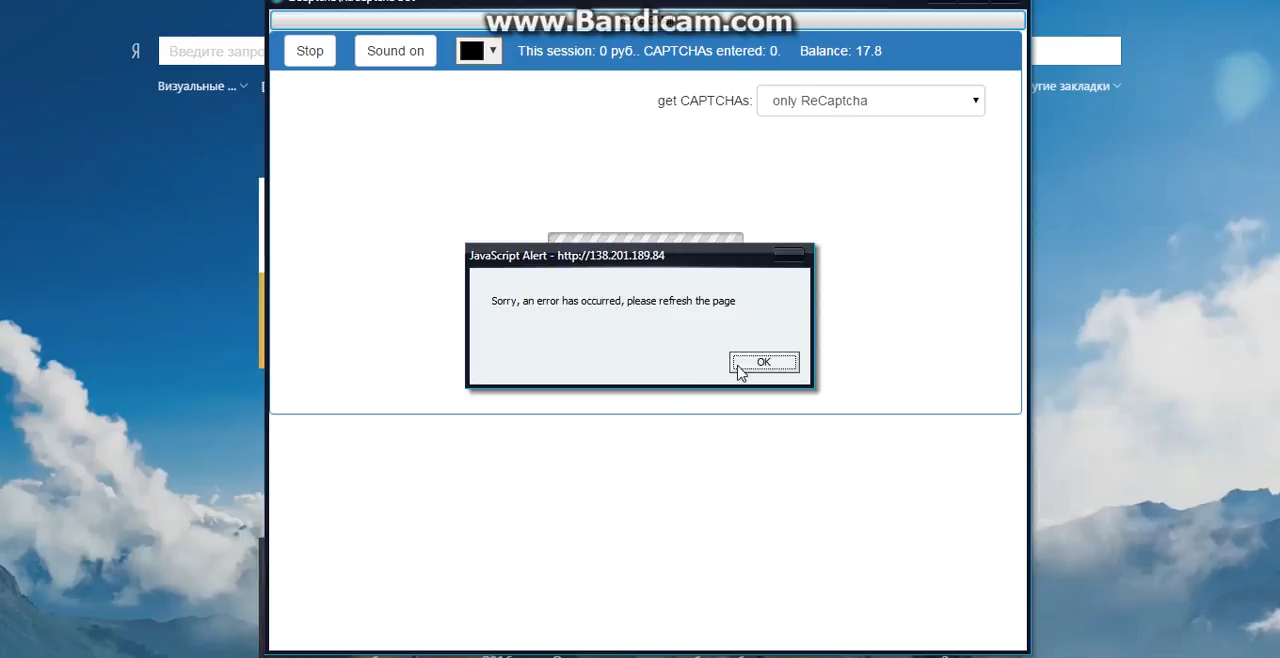 www.Bandicam.com
Я
Введите запро
Stop
Sound on
This session: 0 руб.. CAPTCHAs entered: 0.
Balance: 17.8
Визуальные ...
угие закладки
get CAPTCHAs:
only ReCaptcha
JavaScript Alert - http://138.201.189.84
Sorry, an error has occurred, please refresh the page
OK